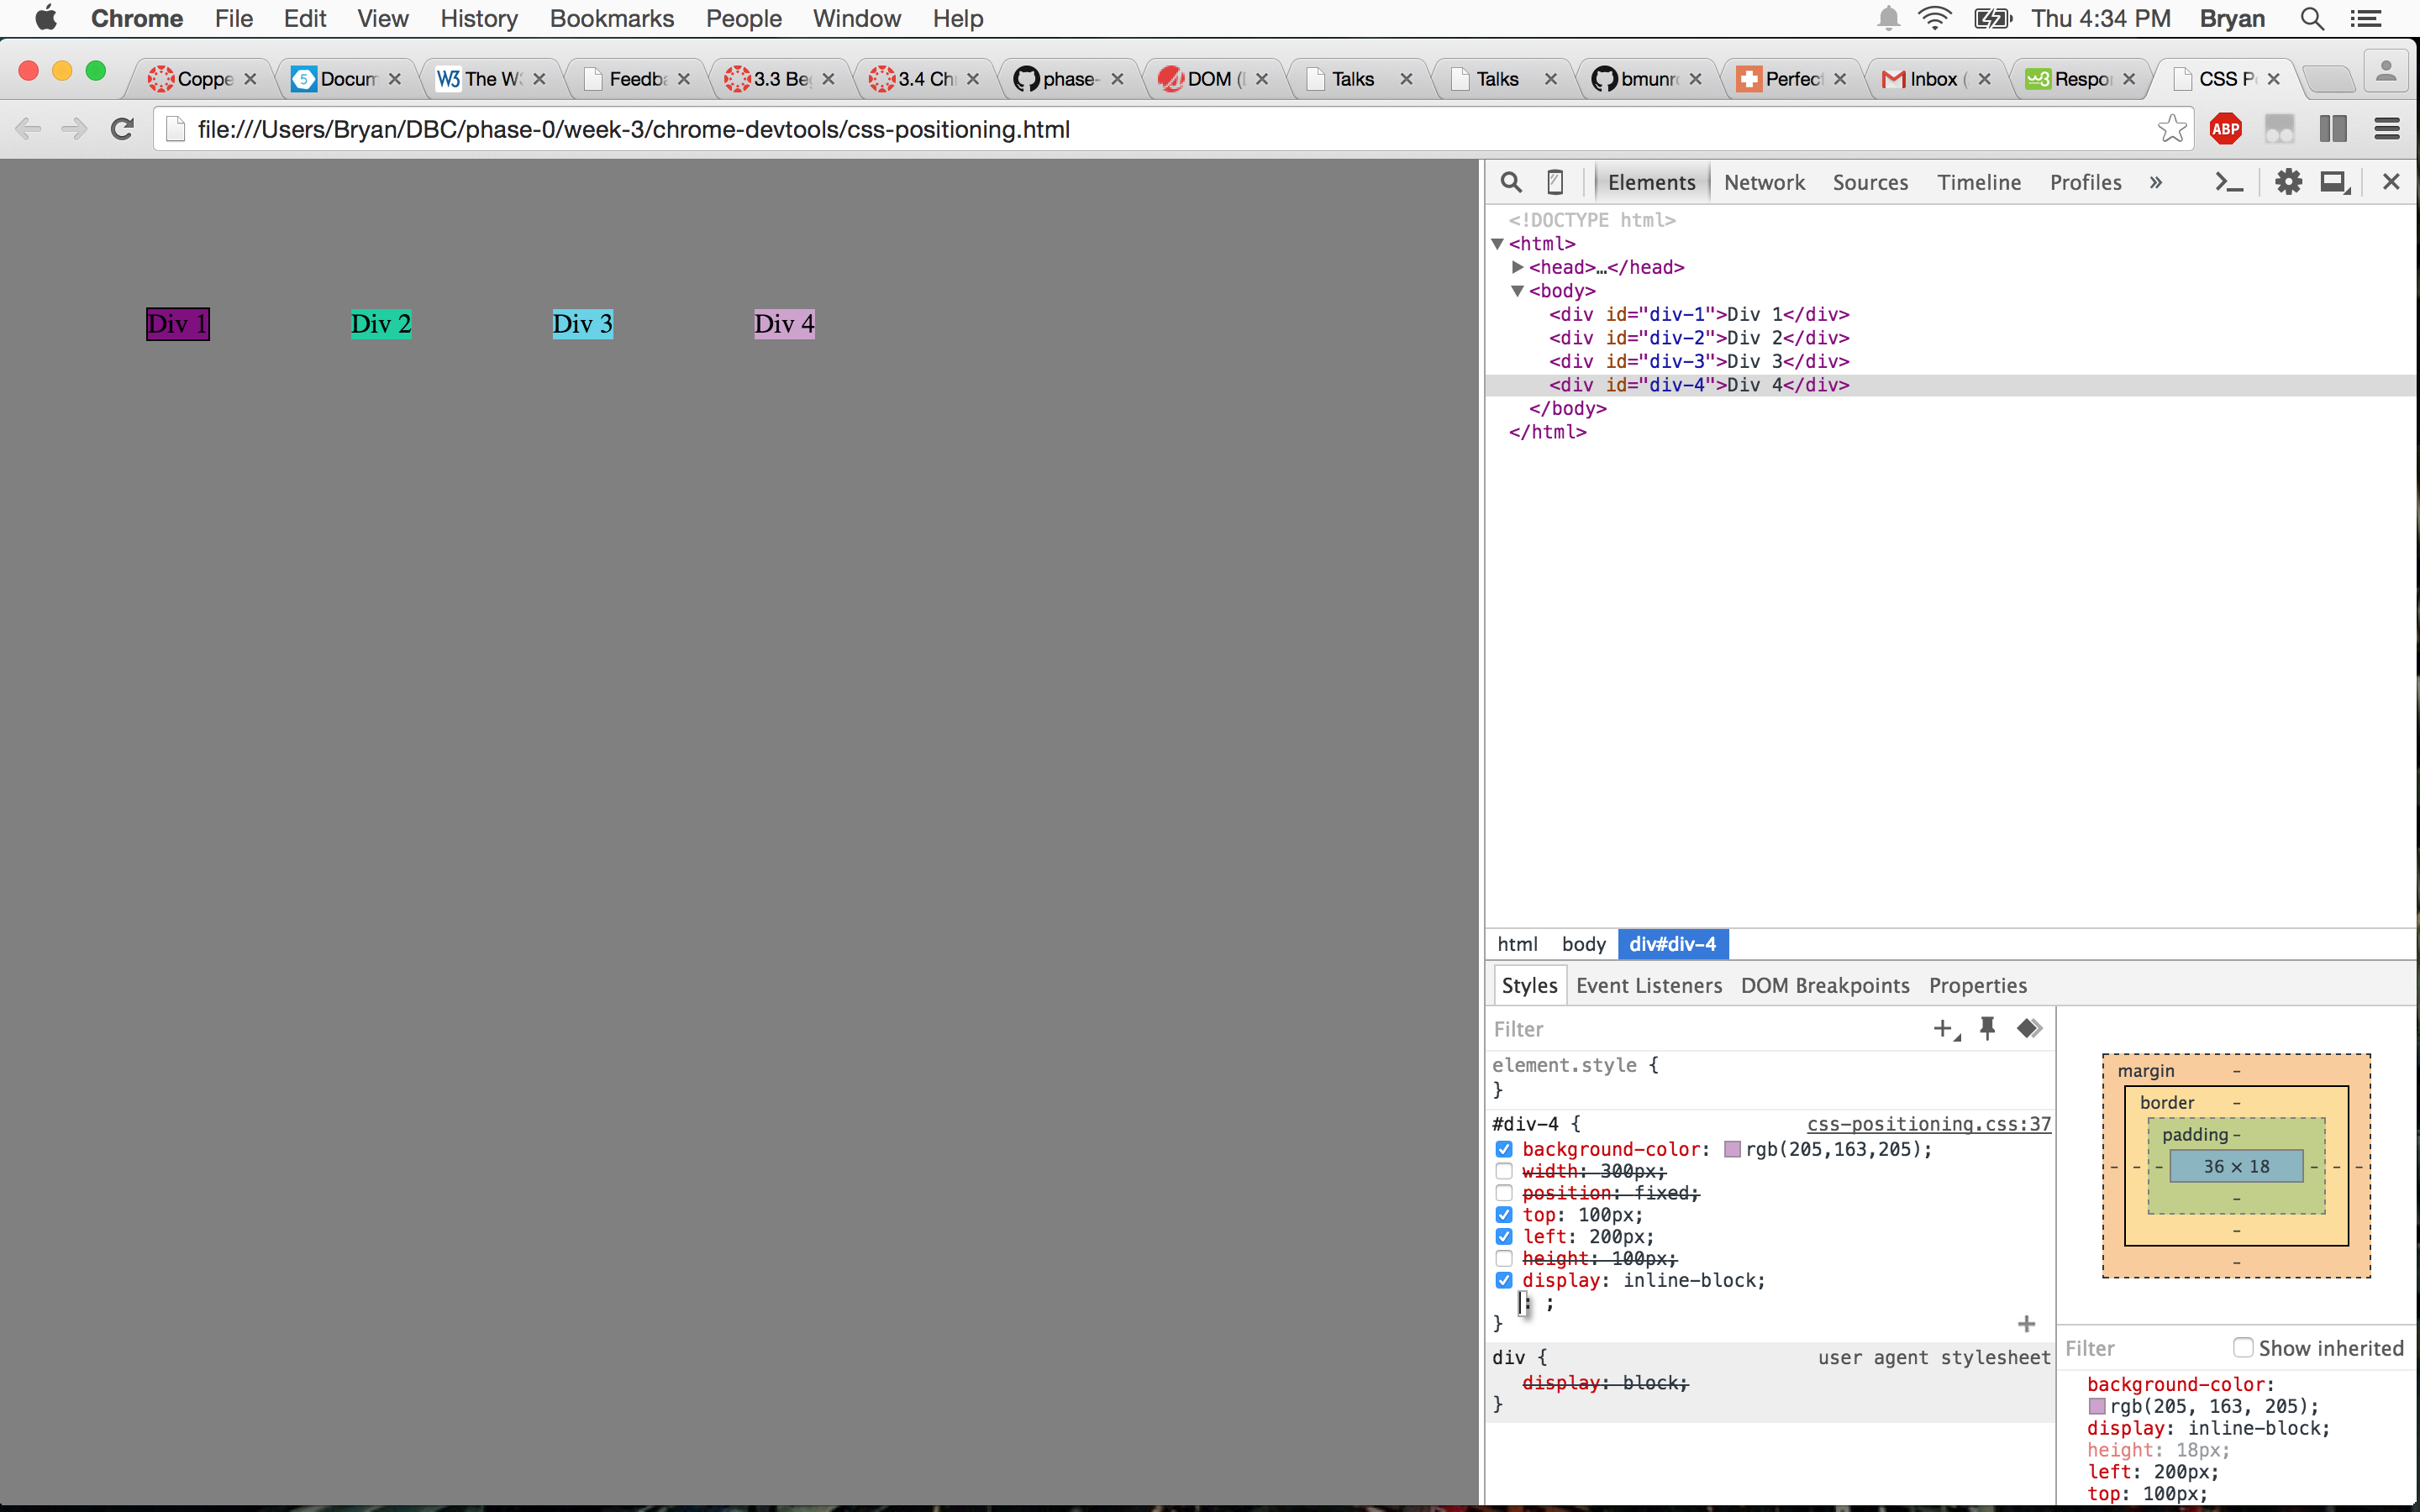 Chrome File Edit View History Bookmarks People Window Help Thu 4:34 PM Bryan
Coppe Docum W3 The W Feedba 3.3 Be 3.4 Ch phase- DOM ( Talks Talks bmunr Perfect Inbox ( Respo CSS P
file:///Users/Bryan/DBC/phase-0/week-3/chrome-devtools/css-positioning.html ABP
Elements Network Sources Timeline Profiles »
<!DOCTYPE html>
<html>
<head>…</head>
<body>
<div id="div-1">Div 1</div>
<div id="div-2">Div 2</div>
<div id="div-3">Div 3</div>
<div id="div-4">Div 4</div>
</body>
</html>
Div 1 Div 2 Div 3 Div 4
html body div#div-4
Styles Event Listeners DOM Breakpoints Properties
Filter
element.style {
}
#div-4 { css-positioning.css:37
background-color: rgb(205,163,205);
width: 300px;
position: fixed;
top: 100px;
left: 200px;
height: 100px;
display: inline-block;
: ;
}
div { user agent stylesheet
display: block;
}
margin –
border –
padding –
– – – 36 × 18 – – –
–
–
–
Filter Show inherited
background-color:
rgb(205, 163, 205);
display: inline-block;
height: 18px;
left: 200px;
top: 100px;